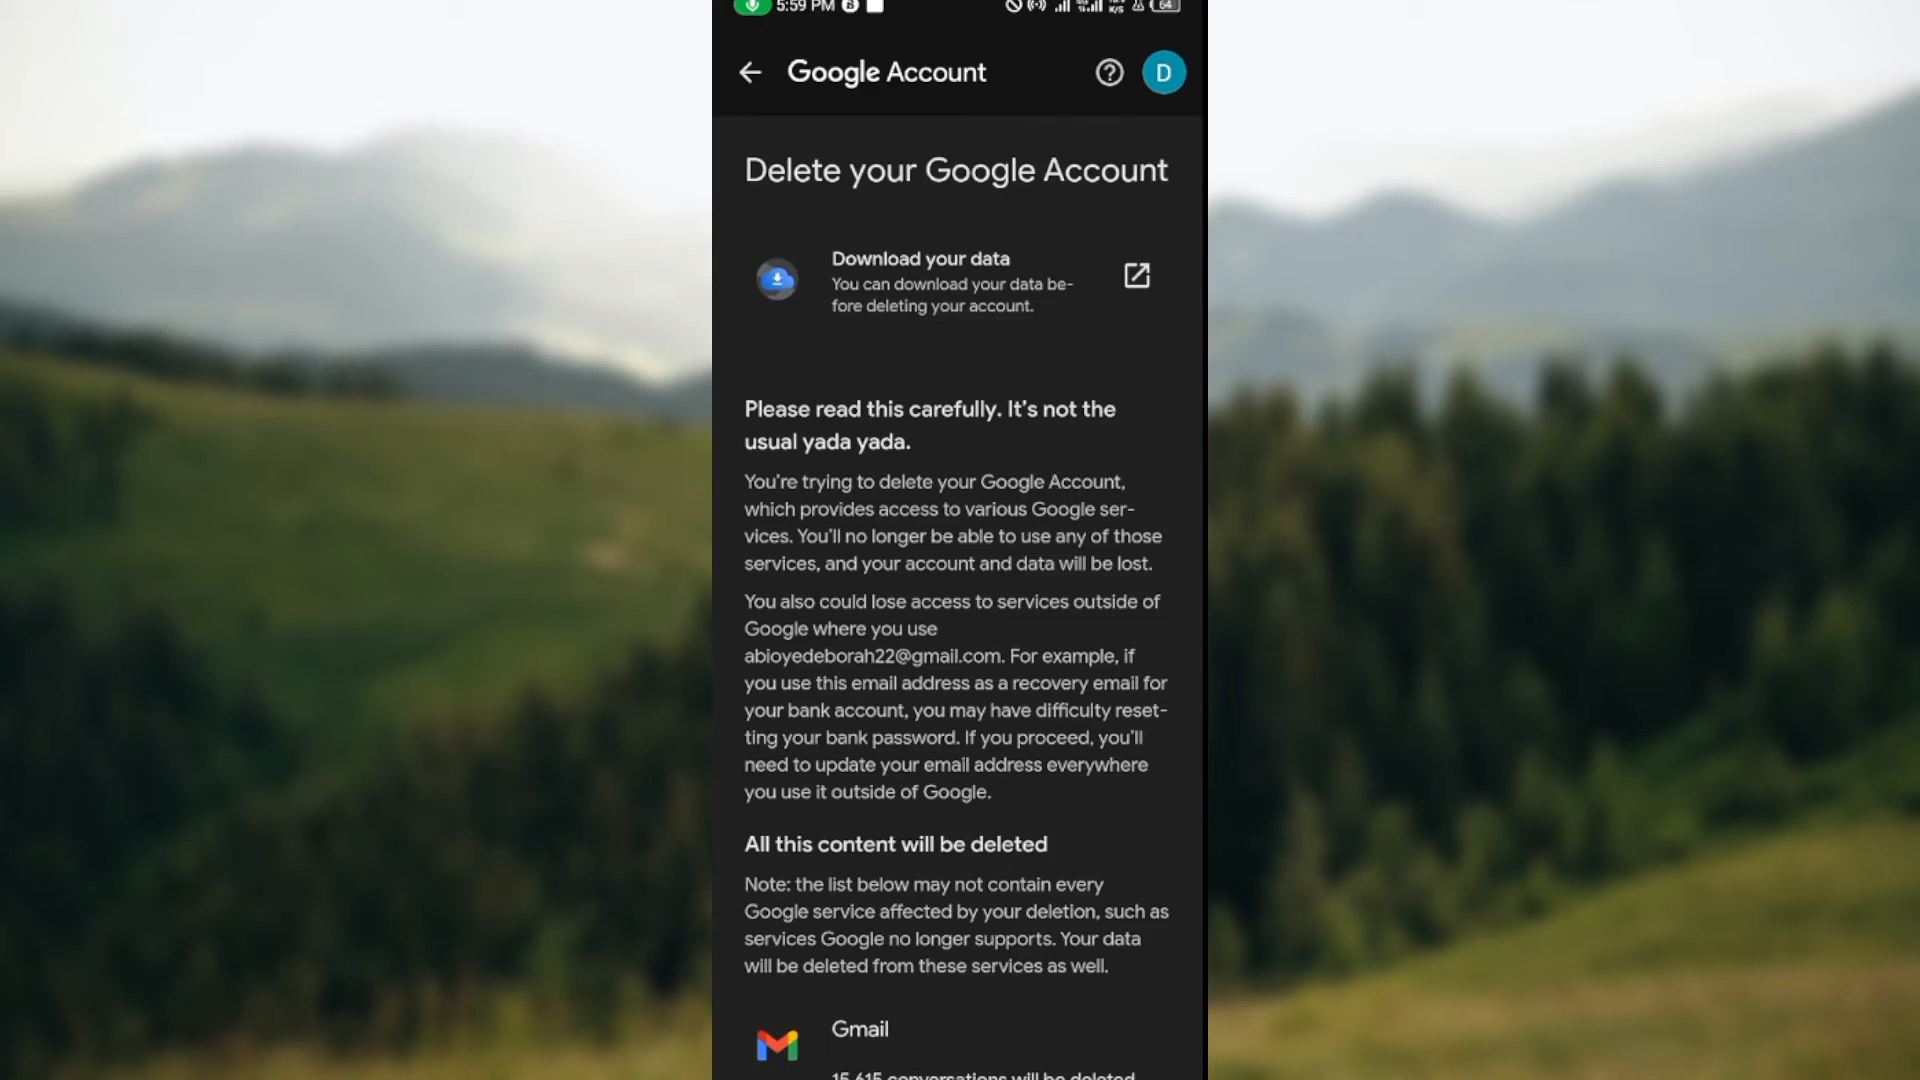 5:59 PM
64
Google Account
D
Delete your Google Account
Download your data
You can download your data be-
fore deleting your account.
Please read this carefully. It's not the
usual yada yada.
You're trying to delete your Google Account,
which provides access to various Google ser-
vices. You'll no longer be able to use any of those
services, and your account and data will be lost.
You also could lose access to services outside of
Google where you use
abioyedeborah22@gmail.com. For example, if
you use this email address as a recovery email for
your bank account, you may have difficulty reset-
ting your bank password. If you proceed, you'll
need to update your email address everywhere
you use it outside of Google.
All this content will be deleted
Note: the list below may not contain every
Google service affected by your deletion, such as
services Google no longer supports. Your data
will be deleted from these services as well.
Gmail
15,615 conversations will be deleted